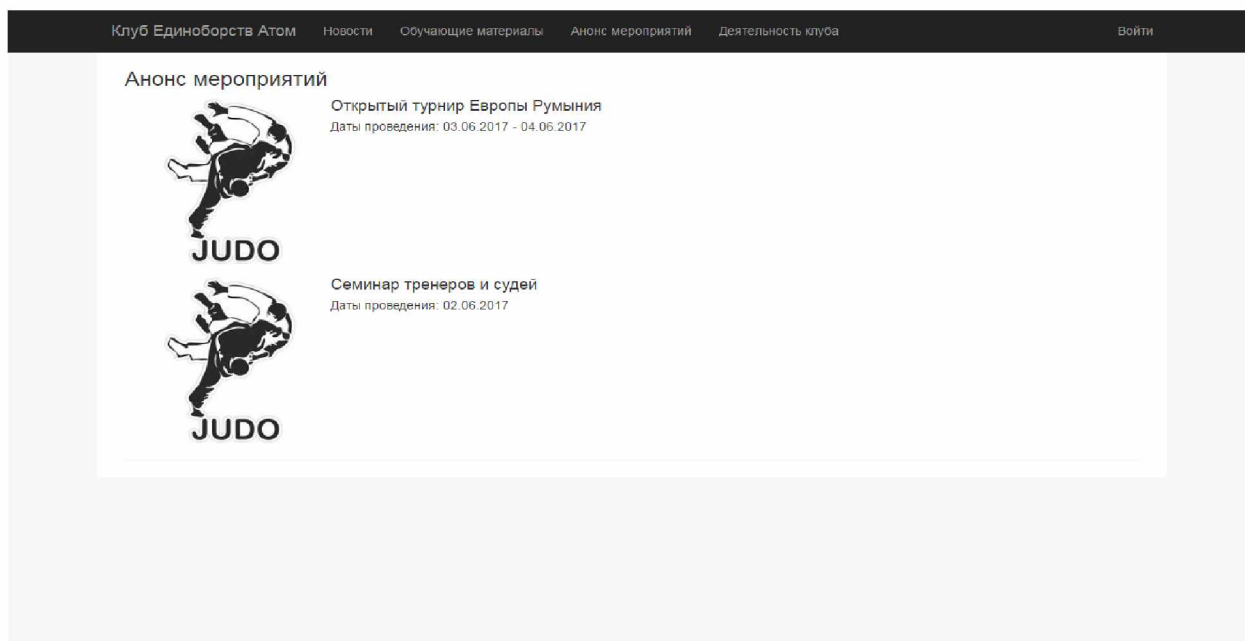 Клуб Единоборств Атом Новости Обучающие материалы Анонс мероприятий Деятельность клуба Войти
Анонс мероприятий
Открытый турнир Европы Румыния
Даты проведения: 03.06.2017 - 04.06.2017
JUDO
Семинар тренеров и судей
Даты проведения: 02.06.2017
JUDO